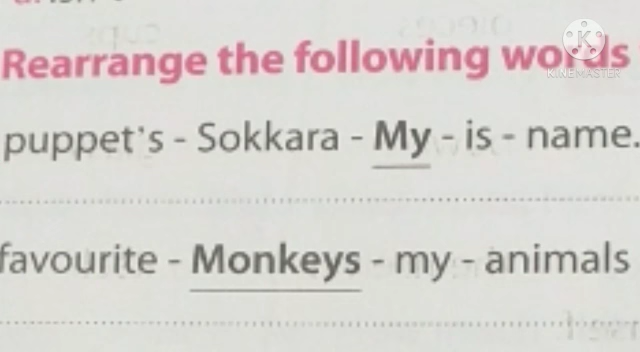 Rearrange the following words
KINEMASTER
puppet's - Sokkara - My - is - name.
favourite - Monkeys - my - animals